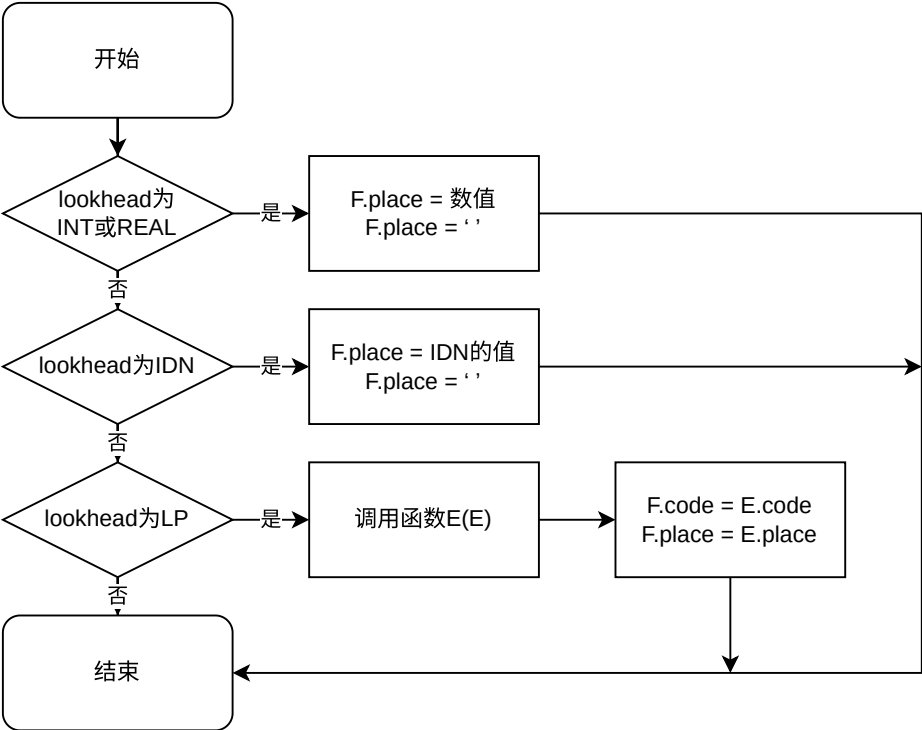 开始
lookhead为
INT或REAL
是
F.place = 数值
F.place = ‘ ’
否
lookhead为IDN
是
F.place = IDN的值
F.place = ‘ ’
否
lookhead为LP
是
调用函数E(E)
F.code = E.code
F.place = E.place
否
结束